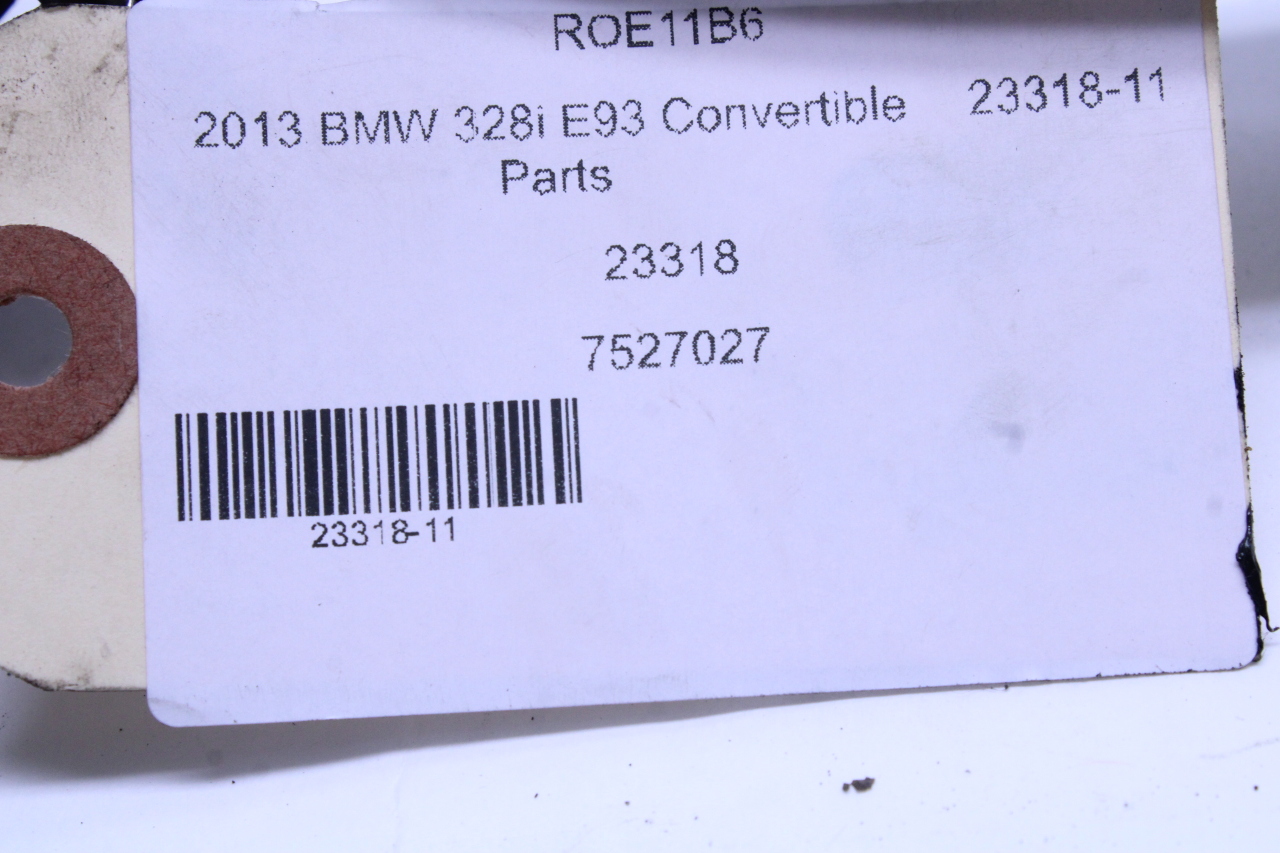 ROE11B6
2013 BMW 328i E93 Convertible 23318-11
Parts
23318
7527027
23318-11